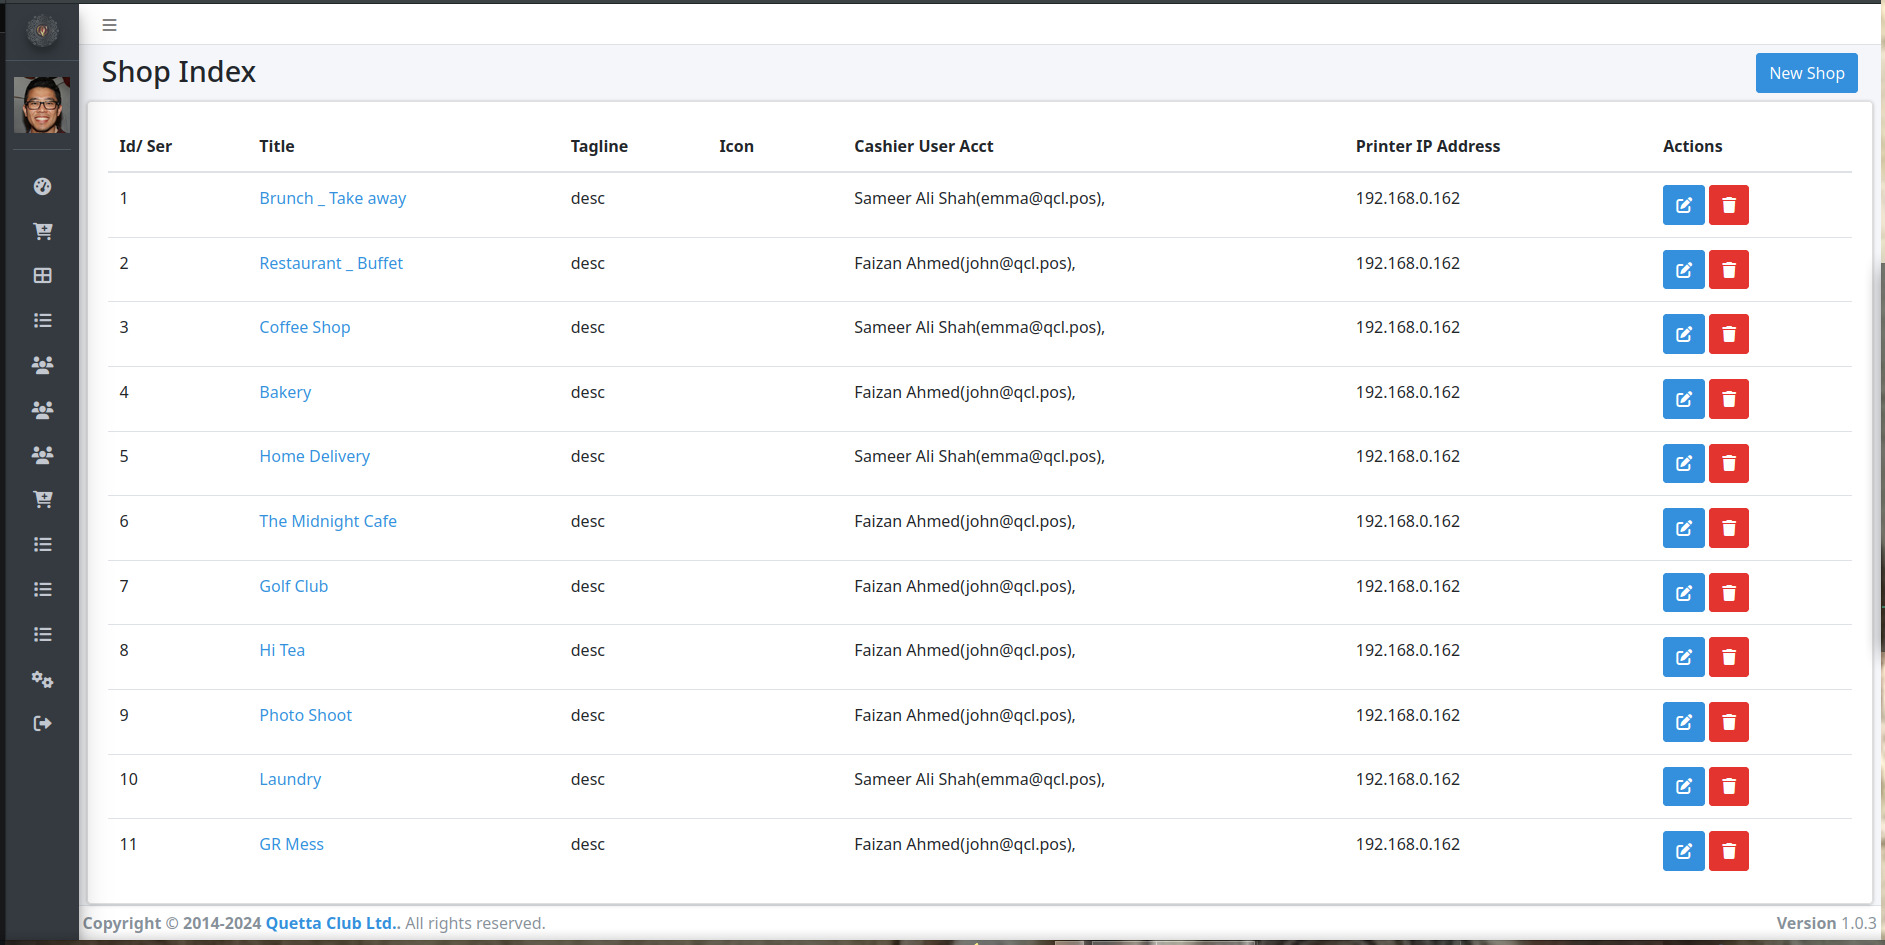 Shop Index
New Shop
Id/ Ser Title Tagline Icon Cashier User Acct Printer IP Address Actions
1 Brunch _ Take away desc Sameer Ali Shah(emma@qcl.pos), 192.168.0.162
2 Restaurant _ Buffet desc Faizan Ahmed(john@qcl.pos), 192.168.0.162
3 Coffee Shop desc Sameer Ali Shah(emma@qcl.pos), 192.168.0.162
4 Bakery desc Faizan Ahmed(john@qcl.pos), 192.168.0.162
5 Home Delivery desc Sameer Ali Shah(emma@qcl.pos), 192.168.0.162
6 The Midnight Cafe desc Faizan Ahmed(john@qcl.pos), 192.168.0.162
7 Golf Club desc Faizan Ahmed(john@qcl.pos), 192.168.0.162
8 Hi Tea desc Faizan Ahmed(john@qcl.pos), 192.168.0.162
9 Photo Shoot desc Faizan Ahmed(john@qcl.pos), 192.168.0.162
10 Laundry desc Sameer Ali Shah(emma@qcl.pos), 192.168.0.162
11 GR Mess desc Faizan Ahmed(john@qcl.pos), 192.168.0.162
Copyright © 2014-2024 Quetta Club Ltd.. All rights reserved.
Version 1.0.3